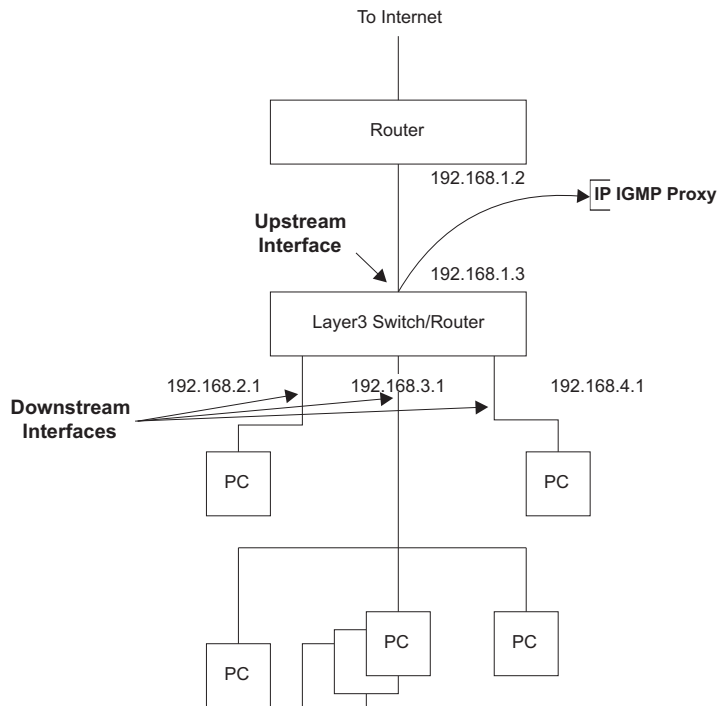 To Internet
Router
192.168.1.2
IP IGMP Proxy
Upstream
Interface
192.168.1.3
Layer3 Switch/Router
192.168.2.1
192.168.3.1
192.168.4.1
Downstream
Interfaces
PC
PC
PC
PC
PC